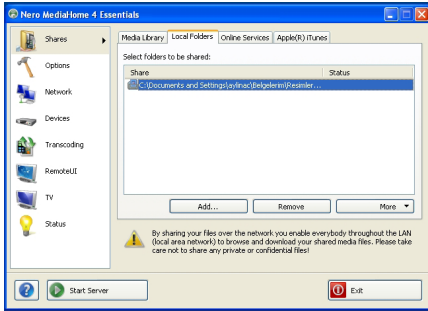 Nero MediaHome 4 Essentials
Shares
Options
Network
Devices
Transcoding
RemoteUI
TV
Status
Media Library Local Folders Online Services Apple(R) iTunes
Select folders to be shared:
Share Status
C:\Documents and Settings\aylinac\Belgelerim\Resimler...
Add... Remove More
By sharing your files over the network you enable everybody throughout the LAN
(local area network) to browse and download your shared media files. Please take
care not to share any private or confidential files!
Start Server Exit